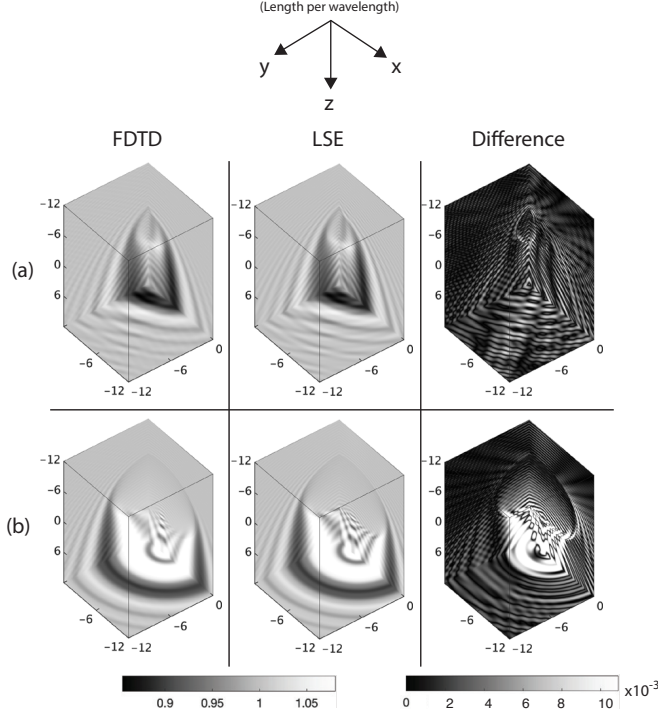 (Length per wavelength)
y x
z
FDTD LSE Difference
-12 -12 -12
-6 -6 -6
(a) 0 0 0
6 6 6
0 0 0
-6 -6 -6 -6 -6 -6
-12 -12 -12 -12 -12 -12
-12 -12 -12
-6 -6 -6
(b) 0 0 0
6 6 6
0 0 0
-6 -6 -6 -6 -6 -6
-12 -12 -12 -12 -12 -12
x10-3
0.9 0.95 1 1.05 0 2 4 6 8 10